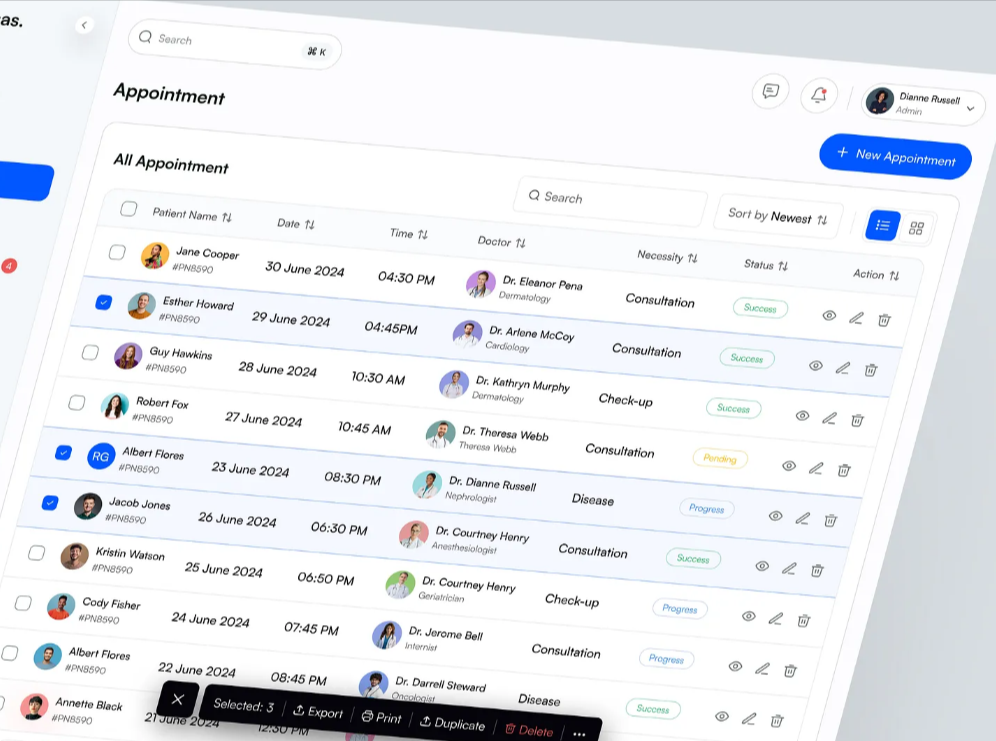 as.
Search
⌘ K
Dianne Russell
Admin
Appointment
+ New Appointment
All Appointment
Search
Sort by Newest
Patient Name
Date
Time
Doctor
Necessity
Status
Action
Jane Cooper
#PN8590
30 June 2024
04:30 PM
Dr. Eleanor Pena
Dermatology
Consultation
Success
4
Esther Howard
#PN8590
29 June 2024
04:45PM
Dr. Arlene McCoy
Cardiology
Consultation
Success
Guy Hawkins
#PN8590
28 June 2024
10:30 AM
Dr. Kathryn Murphy
Dermatology
Check-up
Success
Robert Fox
#PN8590
27 June 2024
10:45 AM
Dr. Theresa Webb
Theresa Webb
Consultation
Pending
RG
Albert Flores
#PN8590
23 June 2024
08:30 PM
Dr. Dianne Russell
Nephrologist
Disease
Progress
Jacob Jones
#PN8590
26 June 2024
06:30 PM
Dr. Courtney Henry
Anesthesiologist
Consultation
Success
Kristin Watson
#PN8590
25 June 2024
06:50 PM
Dr. Courtney Henry
Geriatrician
Check-up
Progress
Cody Fisher
#PN8590
24 June 2024
07:45 PM
Dr. Jerome Bell
Internist
Consultation
Progress
Albert Flores
#PN8590
22 June 2024
08:45 PM
Dr. Darrell Steward
Oncologist
Disease
Success
Annette Black
#PN8590
21 June 2024
12:30 PM
Selected: 3
Export
Print
Duplicate
Delete
...